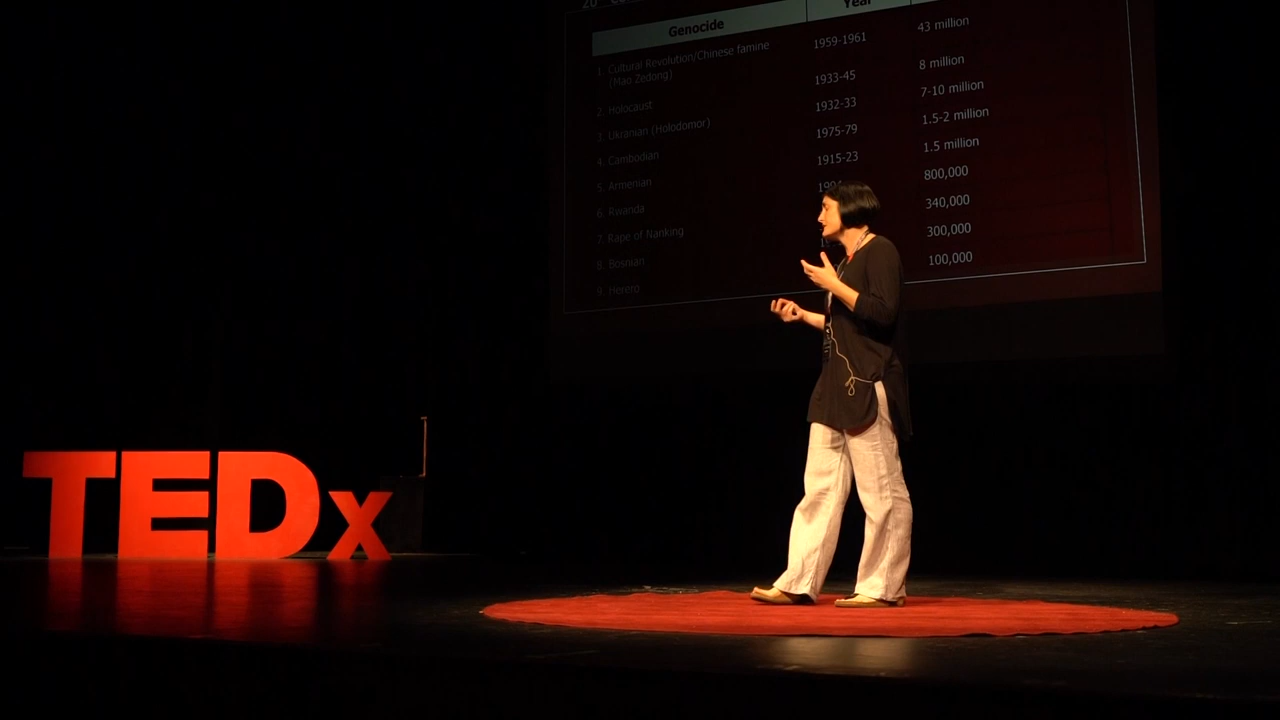 Genocide Year
1. Cultural Revolution/Chinese famine 1959-1961 43 million
(Mao Zedong)
2. Holocaust 1933-45 8 million
3. Ukranian (Holodomor) 1932-33 7-10 million
4. Cambodian 1975-79 1.5-2 million
5. Armenian 1915-23 1.5 million
6. Rwanda 800,000
7. Rape of Nanking 340,000
8. Bosnian 300,000
9. Herero 100,000
TEDx